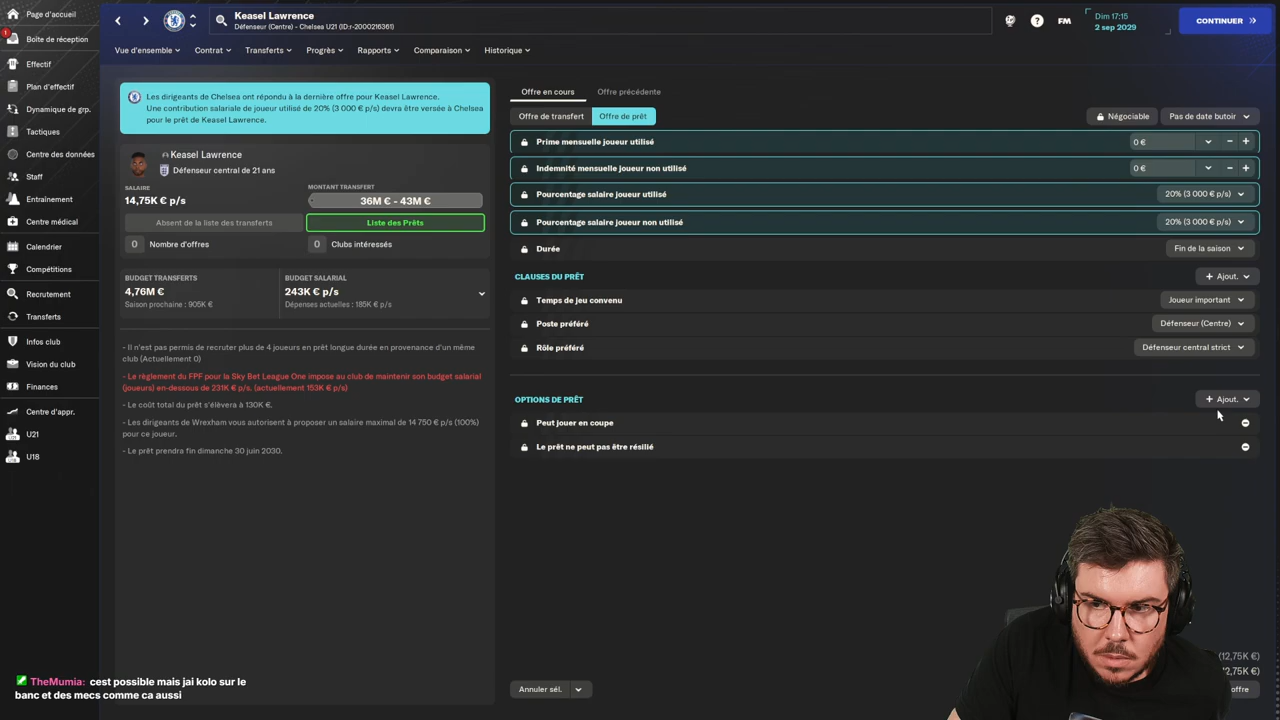 Page d'accueil
Keasel Lawrence
Défenseur (Centre) - Chelsea U21 (ID:r-2000216361)
FM
Dim 17:15
2 sep 2029
CONTINUER
1
Boîte de réception
Vue d'ensemble
Contrat
Transferts
Progrès
Rapports
Comparaison
Historique
Effectif
Plan d'effectif
Dynamique de grp.
Tactiques
Centre des données
Staff
Entraînement
Centre médical
Calendrier
Compétitions
Recrutement
Transferts
Infos club
Vision du club
Finances
Centre d'appr.
U21
U18
Les dirigeants de Chelsea ont répondu à la dernière offre pour Keasel Lawrence.
Une contribution salariale de joueur utilisé de 20% (3 000 € p/s) devra être versée à Chelsea
pour le prêt de Keasel Lawrence.
Keasel Lawrence
Défenseur central de 21 ans
SALAIRE
14,75K € p/s
MONTANT TRANSFERT
36M € - 43M €
Absent de la liste des transferts
Liste des Prêts
0 Nombre d'offres
0 Clubs intéressés
BUDGET TRANSFERTS
4,76M €
Saison prochaine : 905K €
BUDGET SALARIAL
243K € p/s
Dépenses actuelles : 185K € p/s
- Il n'est pas permis de recruter plus de 4 joueurs en prêt longue durée en provenance d'un même
club (Actuellement 0)
- Le règlement du FPF pour la Sky Bet League One impose au club de maintenir son budget salarial
(joueurs) en-dessous de 231K € p/s. (actuellement 153K € p/s)
- Le coût total du prêt s'élèvera à 130K €.
- Les dirigeants de Wrexham vous autorisent à proposer un salaire maximal de 14 750 € p/s (100%)
pour ce joueur.
- Le prêt prendra fin dimanche 30 juin 2030.
Offre en cours
Offre précédente
Offre de transfert
Offre de prêt
Négociable
Pas de date butoir
Prime mensuelle joueur utilisé
0 €
Indemnité mensuelle joueur non utilisé
0 €
Pourcentage salaire joueur utilisé
20% (3 000 € p/s)
Pourcentage salaire joueur non utilisé
20% (3 000 € p/s)
Durée
Fin de la saison
CLAUSES DU PRÊT
Ajout.
Temps de jeu convenu
Joueur important
Poste préféré
Défenseur (Centre)
Rôle préféré
Défenseur central strict
OPTIONS DE PRÊT
Ajout.
Peut jouer en coupe
Le prêt ne peut pas être résilié
(12,75K €)
(12,75K €)
Annuler sél.
offre
TheMumia: cest possible mais jai kolo sur le
banc et des mecs comme ca aussi